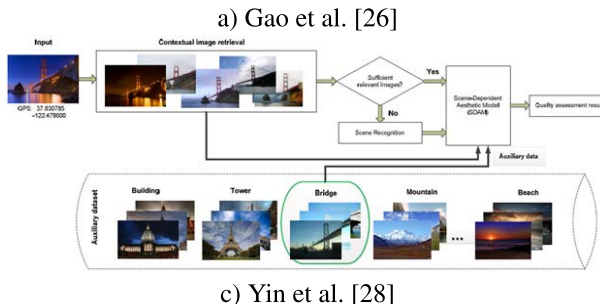 a) Gao et al. [26]
Input
Contextual image retrieval
GPS: 37.830785
-122.478600
Sufficient
relevant Images?
Yes
No
Scene Recognition
Scene-Dependent
Aesthetic Model
(SDAM)
Quality assessment resu
Auxiliary data
Auxiliary dataset
Building
Tower
Bridge
Mountain
Beach
...
c) Yin et al. [28]